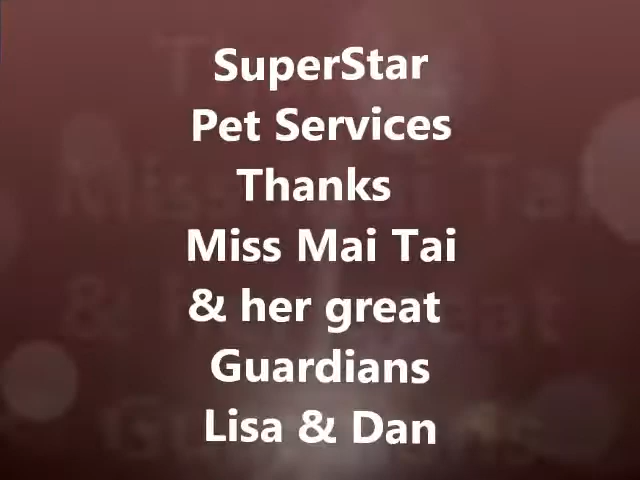 SuperStar
Pet Services
Thanks
Miss Mai Tai
& her great
Guardians
Lisa & Dan